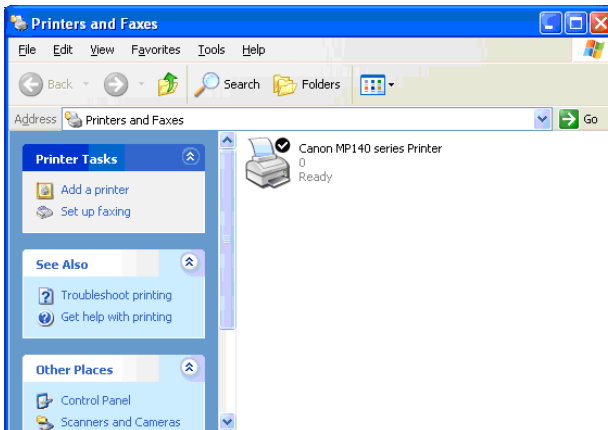 Printers and Faxes
File Edit View Favorites Tools Help
Back Search Folders
Address Printers and Faxes Go
Printer Tasks
Add a printer
Set up faxing
See Also
Troubleshoot printing
Get help with printing
Other Places
Control Panel
Scanners and Cameras
Canon MP140 series Printer
0
Ready